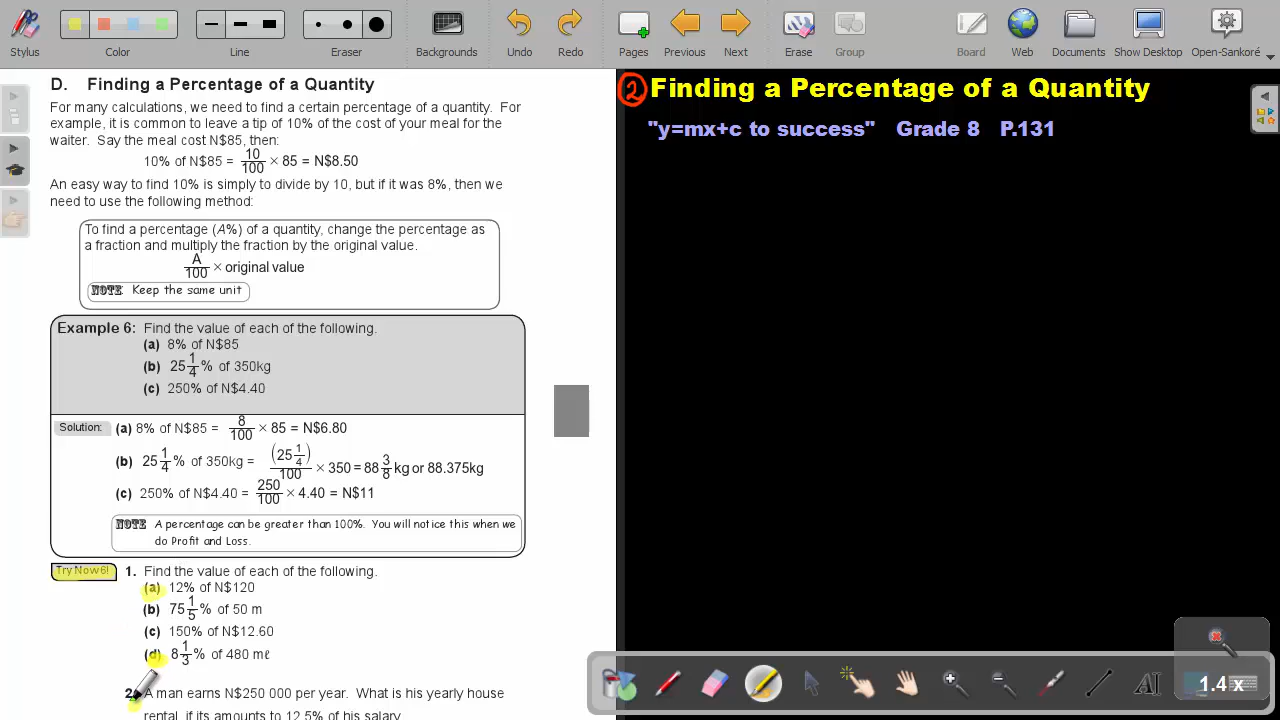 Stylus
Color
Line
Eraser
Backgrounds
Undo
Redo
Pages
Previous
Next
Erase
Group
Board
Web
Documents
Show Desktop
Open-Sankoré
D. Finding a Percentage of a Quantity
For many calculations, we need to find a certain percentage of a quantity. For
example, it is common to leave a tip of 10% of the cost of your meal for the
waiter. Say the meal cost N$85, then:
10% of N$85 = 10/100 × 85 = N$8.50
An easy way to find 10% is simply to divide by 10, but if it was 8%, then we
need to use the following method:
To find a percentage (A%) of a quantity, change the percentage as
a fraction and multiply the fraction by the original value.
A/100 × original value
NOTE Keep the same unit
Example 6: Find the value of each of the following.
(a) 8% of N$85
(b) 25 1/4 % of 350kg
(c) 250% of N$4.40
Solution: (a) 8% of N$85 = 8/100 × 85 = N$6.80
(b) 25 1/4 % of 350kg = (25 1/4)/100 × 350 = 88 3/8 kg or 88.375kg
(c) 250% of N$4.40 = 250/100 × 4.40 = N$11
NOTE A percentage can be greater than 100%. You will notice this when we
do Profit and Loss.
Try Now 6! 1. Find the value of each of the following.
(a) 12% of N$120
(b) 75 1/5 % of 50 m
(c) 150% of N$12.60
(d) 8 1/3 % of 480 mℓ
2. A man earns N$250 000 per year. What is his yearly house
rental, if its amounts to 12.5% of his salary
2 Finding a Percentage of a Quantity
"y=mx+c to success" Grade 8 P.131
1.4 x